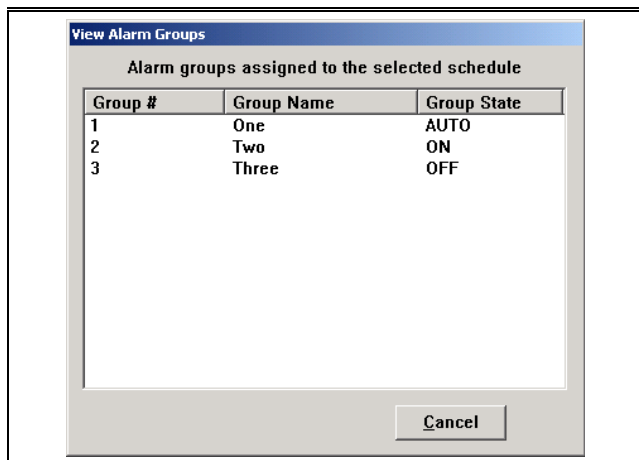 View Alarm Groups
Alarm groups assigned to the selected schedule
Group # Group Name Group State
1 One AUTO
2 Two ON
3 Three OFF
Cancel